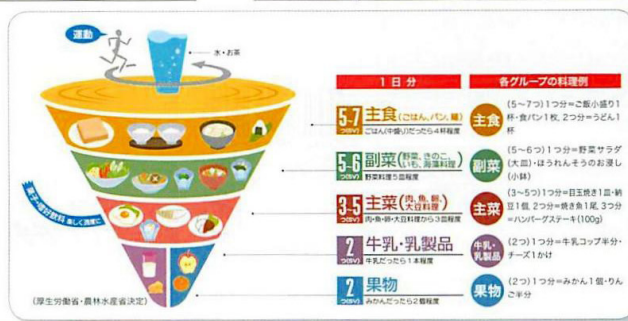 運動
水・お茶
菓子・嗜好飲料 楽しく適度に
(厚生労働省・農林水産省決定)
1日分
各グループの料理例
5-7 つ(SV) 主食(ごはん、パン、麺)
ごはん(中盛り)だったら4杯程度
主食
(5~7つ)1つ分=ご飯小盛り1
杯・食パン1枚、2つ分=うどん1
杯
5-6 つ(SV) 副菜(野菜、きのこ、いも、海藻料理)
野菜料理5皿程度
副菜
(5~6つ)1つ分=野菜サラダ
(大皿)・ほうれんそうのお浸し
(小鉢)
3-5 つ(SV) 主菜(肉、魚、卵、大豆料理)
肉・魚・卵・大豆料理から3皿程度
主菜
(3~5つ)1つ分=目玉焼き1皿・納
豆1個、2つ分=焼き魚1尾、3つ分
=ハンバーグステーキ(100g)
2 つ(SV) 牛乳・乳製品
牛乳だったら1本程度
牛乳・
乳製品
(2つ)1つ分=牛乳コップ半分・
チーズ1かけ
2 つ(SV) 果物
みかんだったら2個程度
果物
(2つ)1つ分=みかん1個・りん
ご半分